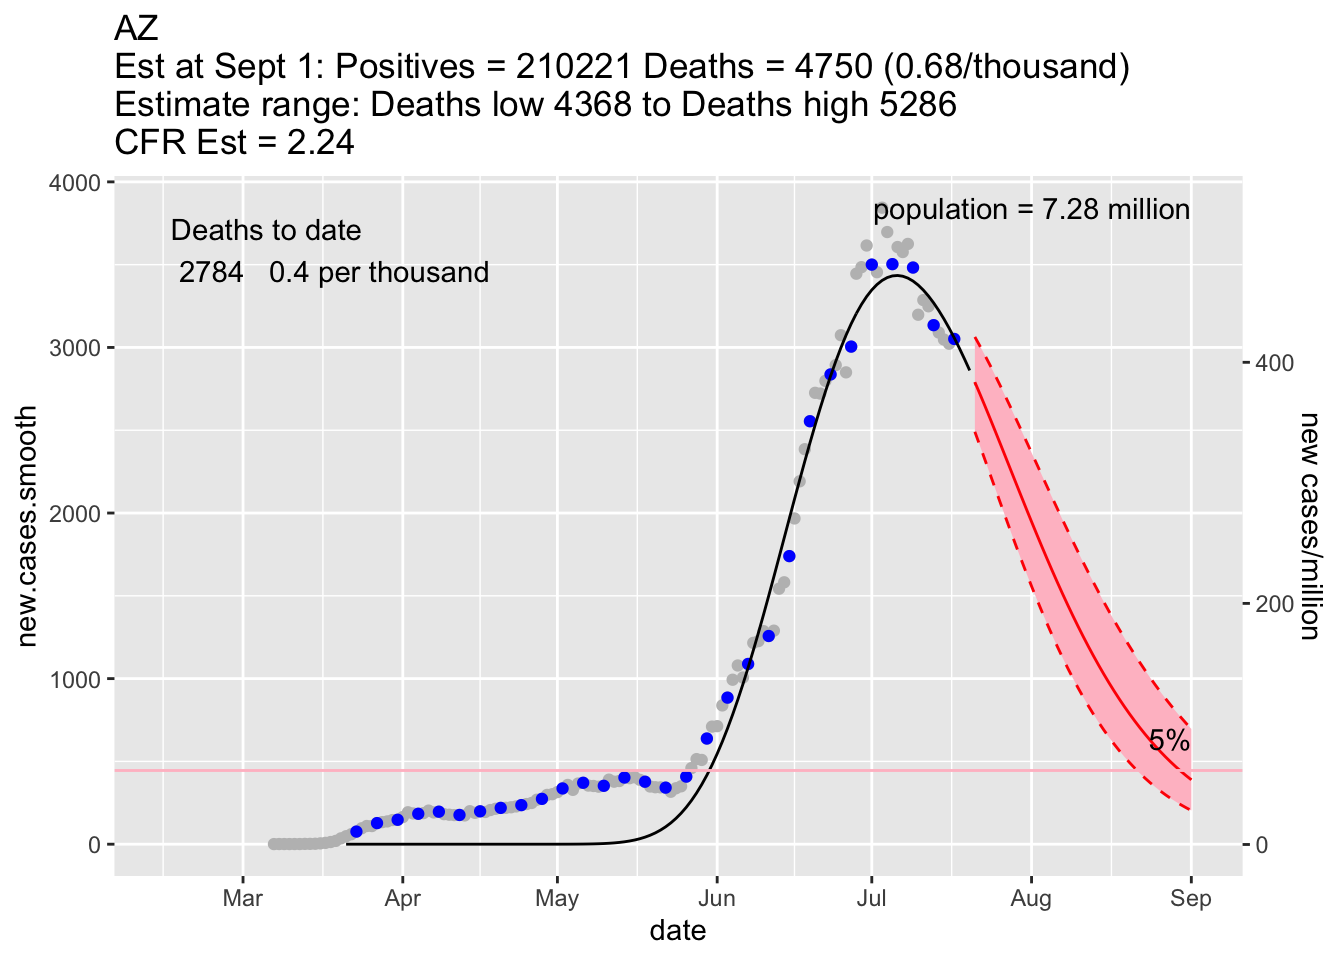 AZ
Est at Sept 1: Positives = 210221 Deaths = 4750 (0.68/thousand)
Estimate range: Deaths low 4368 to Deaths high 5286
CFR Est = 2.24
4000
3000
2000
1000
0
new.cases.smooth
Deaths to date
2784 0.4 per thousand
population = 7.28 million
5%
400
200
0
new cases/million
Mar Apr May Jun Jul Aug Sep
date